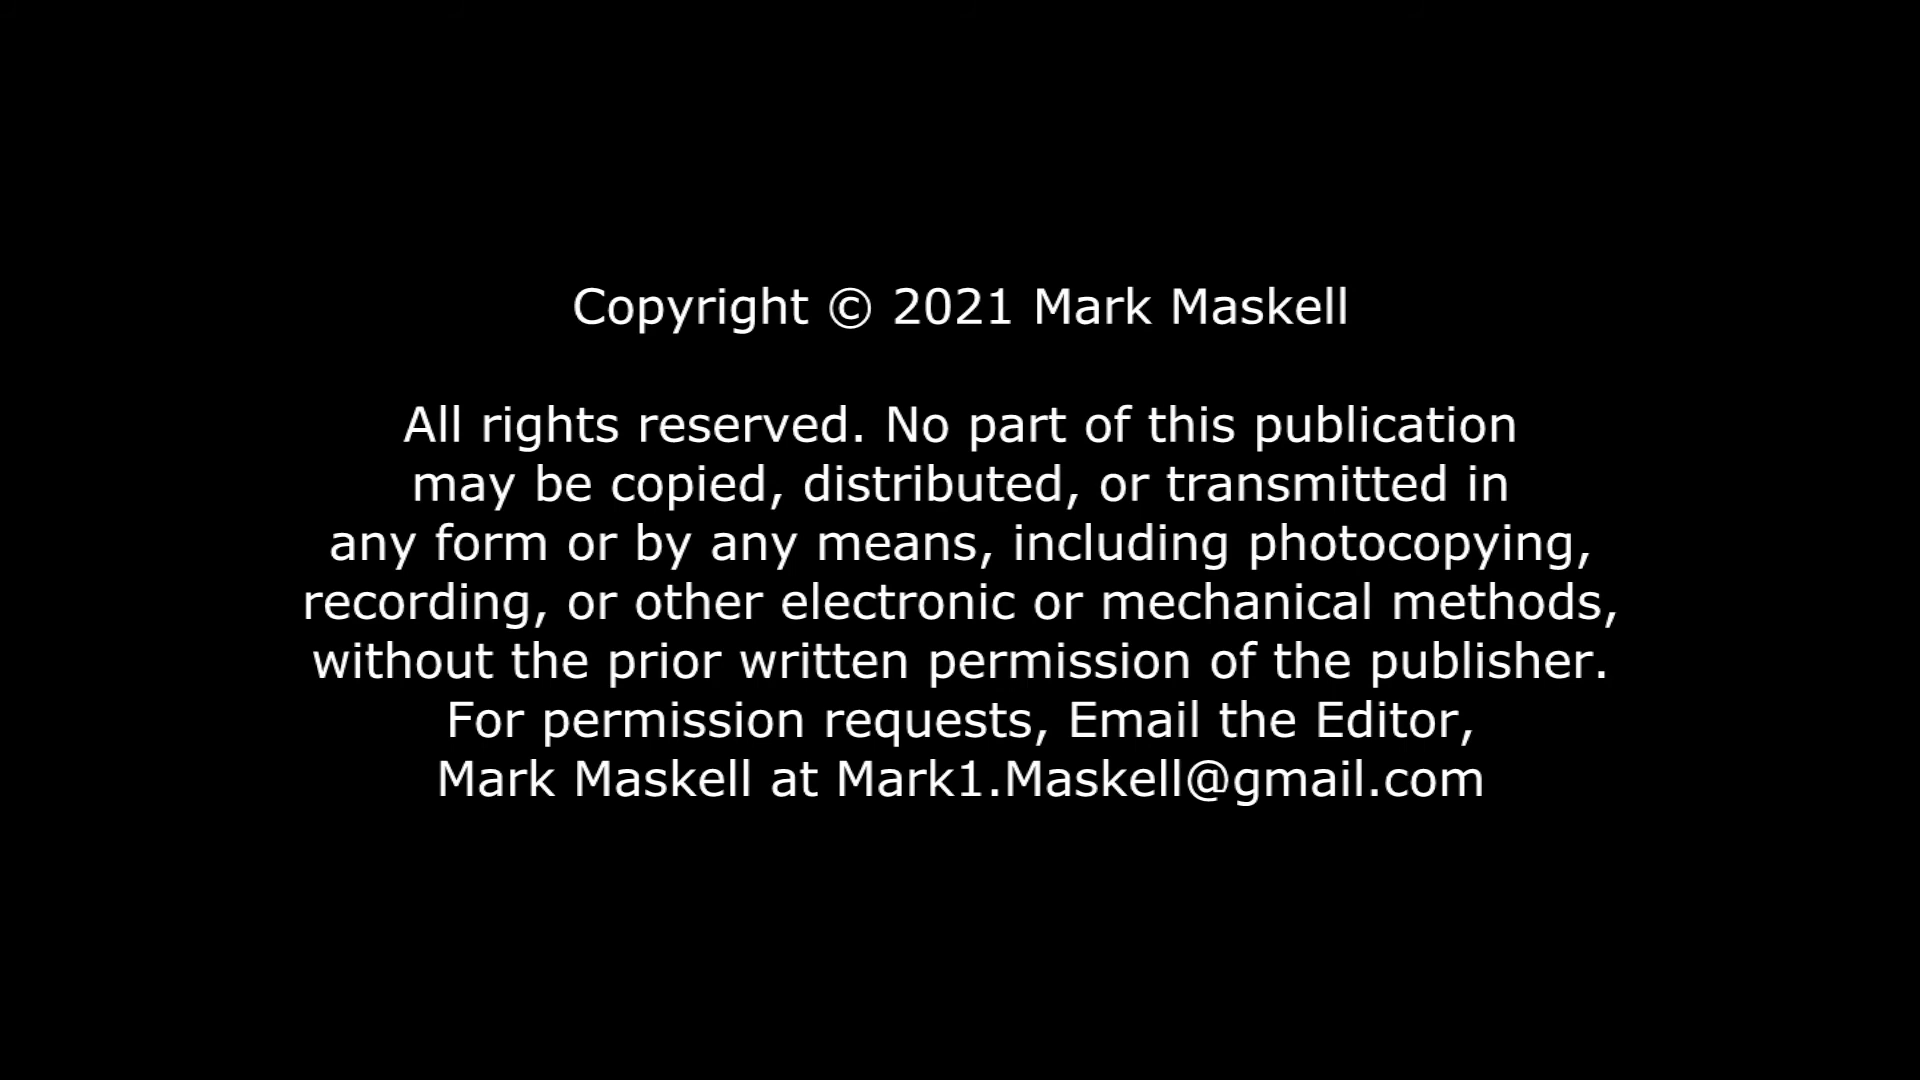 Copyright © 2021 Mark Maskell
All rights reserved. No part of this publication
may be copied, distributed, or transmitted in
any form or by any means, including photocopying,
recording, or other electronic or mechanical methods,
without the prior written permission of the publisher.
For permission requests, Email the Editor,
Mark Maskell at Mark1.Maskell@gmail.com